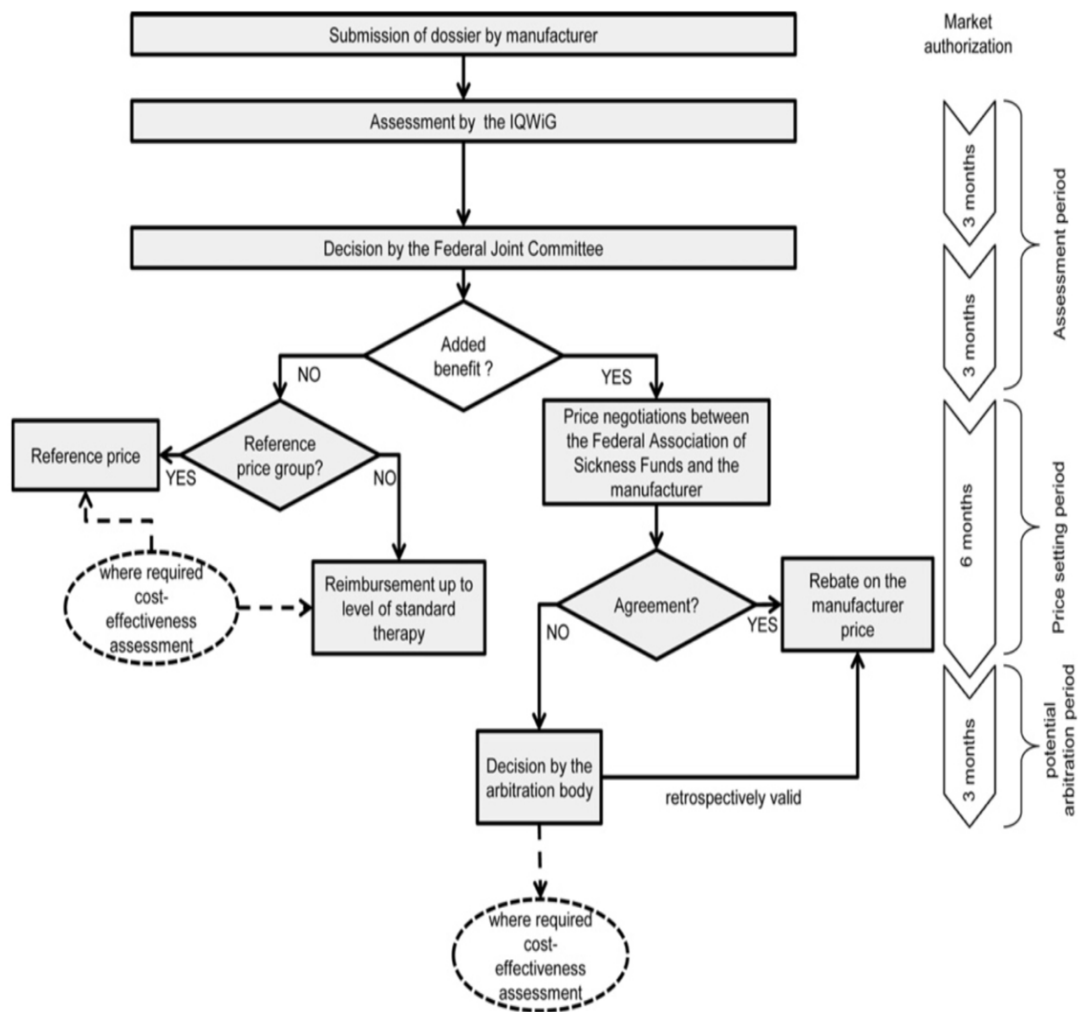 Submission of dossier by manufacturer
Market
authorization
Assessment by the IQWiG
3 months
Assessment period
Decision by the Federal Joint Committee
3 months
Added
benefit ?
NO
YES
Reference price
YES
Reference
price group?
NO
Price negotiations between
the Federal Association of
Sickness Funds and the
manufacturer
6 months
Price setting period
where required
cost-
effectiveness
assessment
Reimbursement up to
level of standard
therapy
Agreement?
NO
YES
Rebate on the
manufacturer
price
Decision by the
arbitration body
retrospectively valid
3 months
potential
arbitration period
where required
cost-
effectiveness
assessment